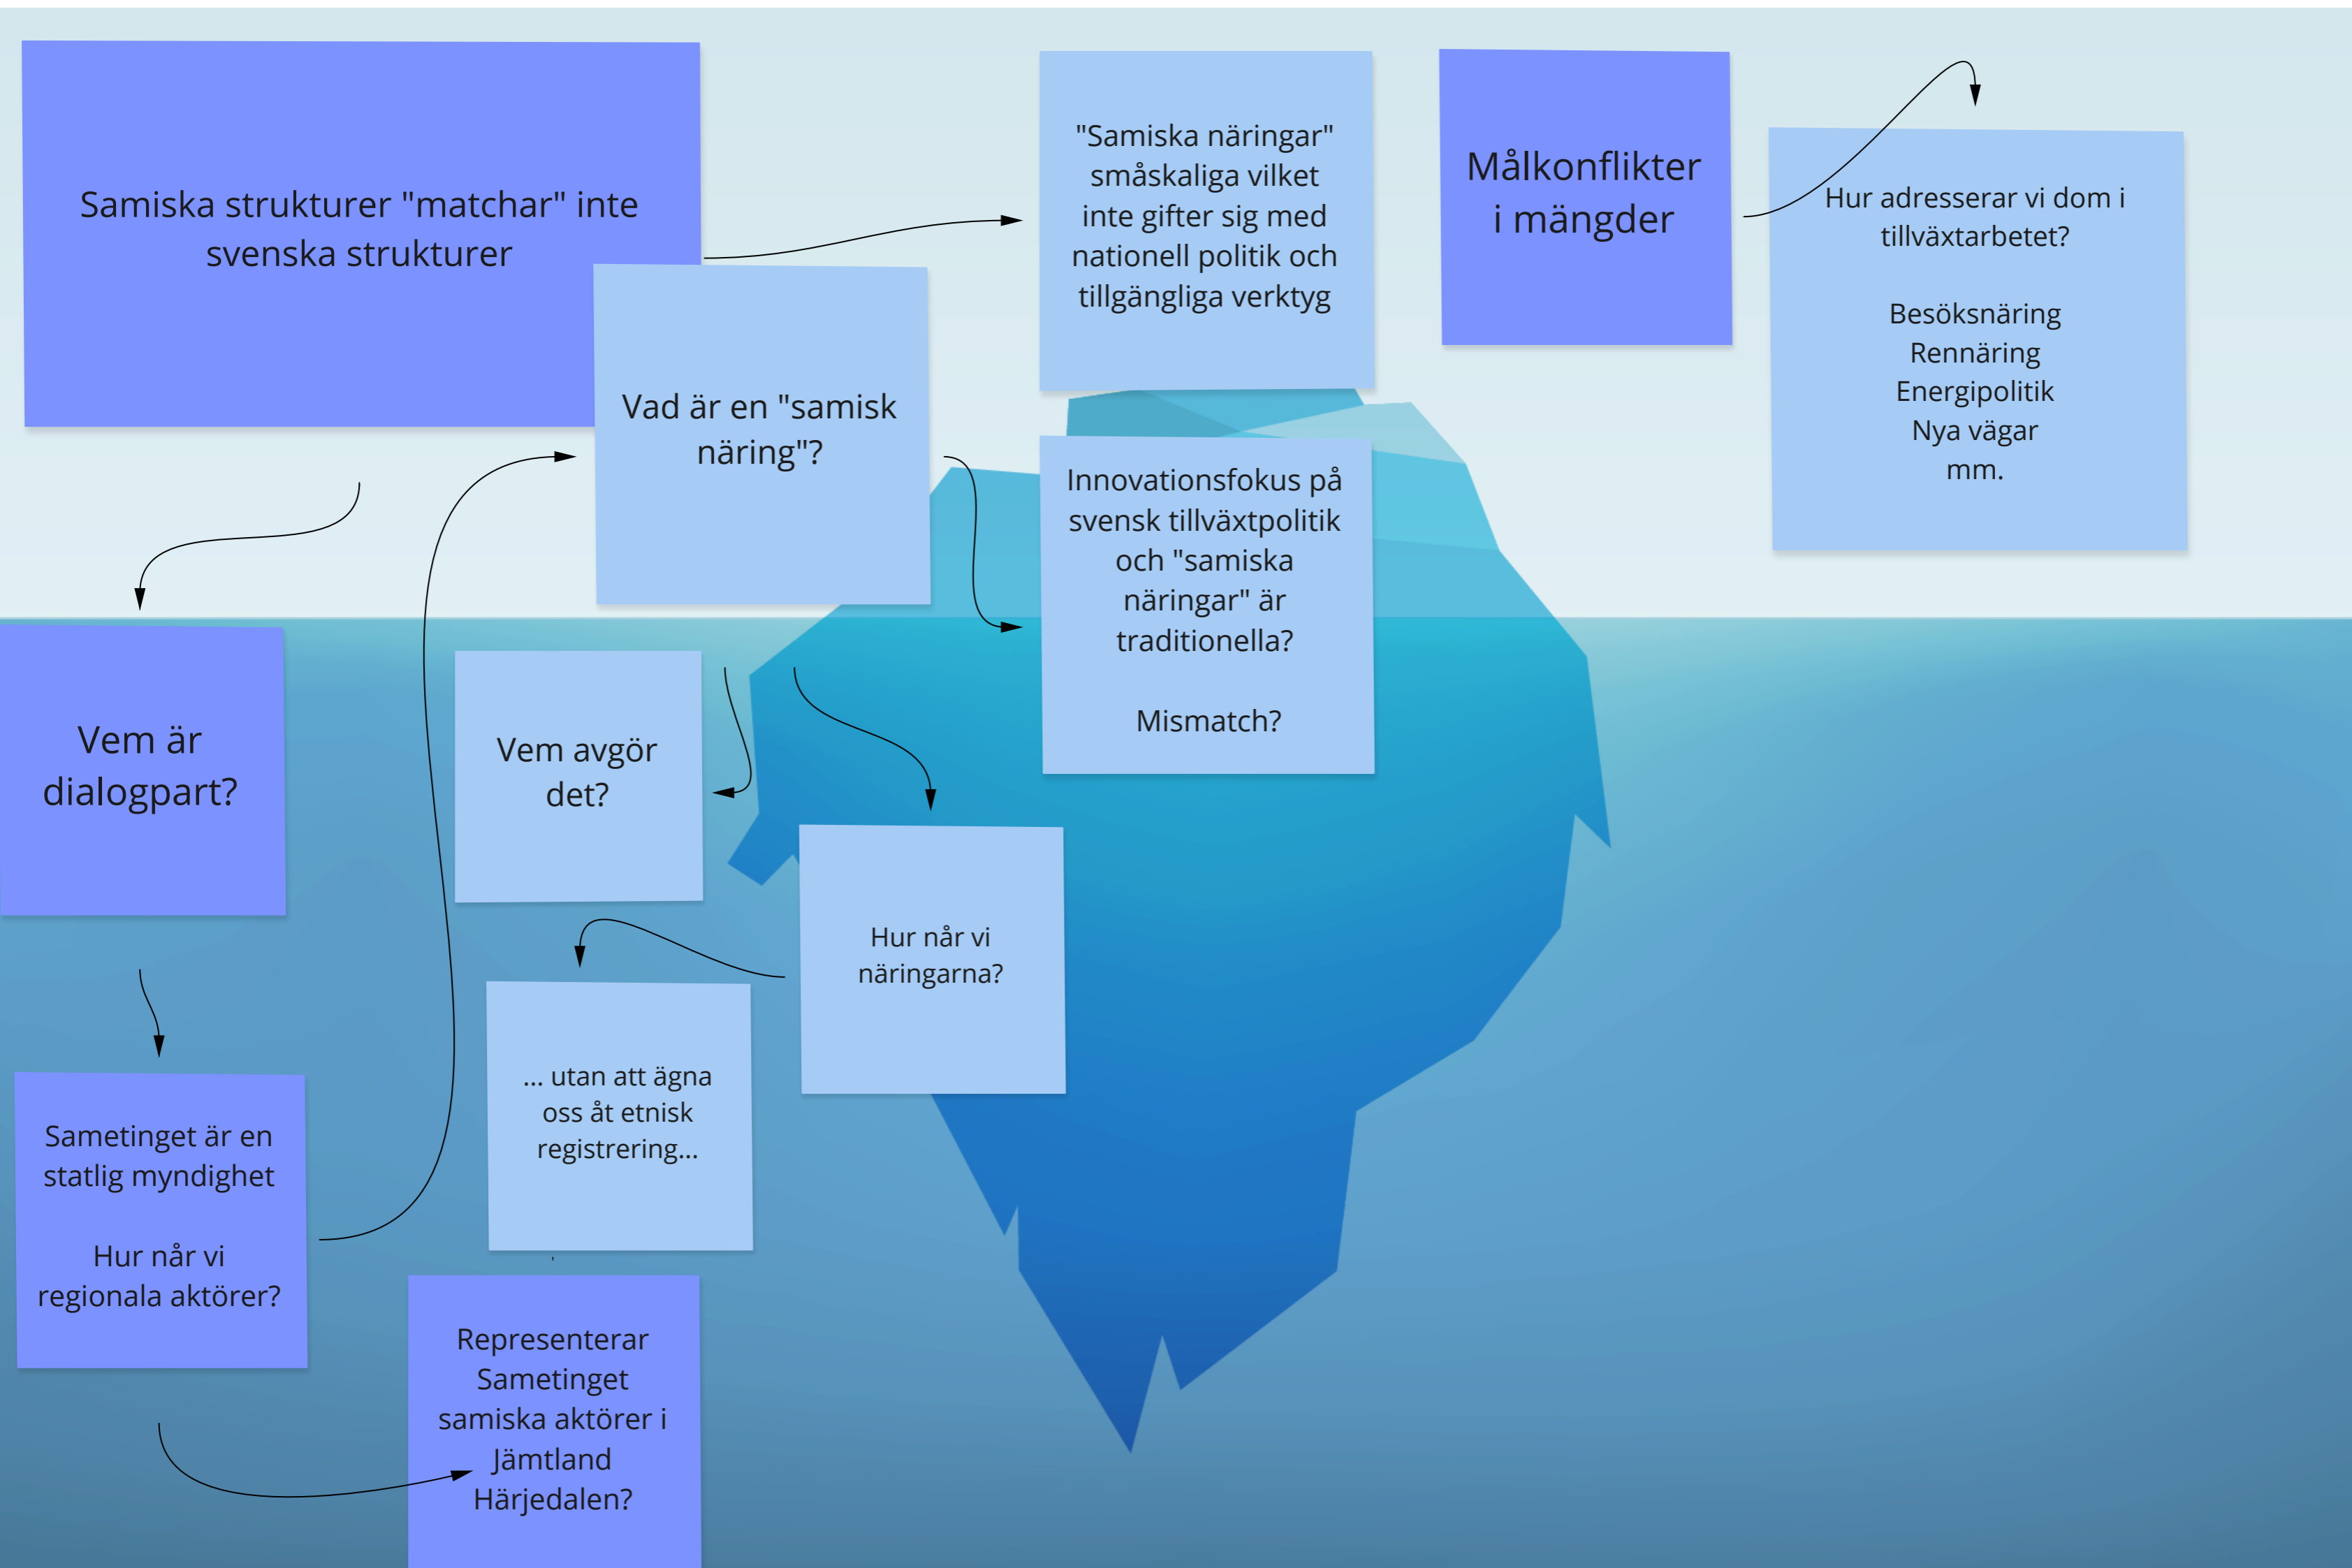 Samiska strukturer "matchar" inte
svenska strukturer
Vad är en "samisk
näring"?
"Samiska näringar"
småskaliga vilket
inte gifter sig med
nationell politik och
tillgängliga verktyg
Målkonflikter
i mängder
Hur adresserar vi dom i
tillväxtarbetet?
Besöksnäring
Rennäring
Energipolitik
Nya vägar
mm.
Innovationsfokus på
svensk tillväxtpolitik
och "samiska
näringar" är
traditionella?
Mismatch?
Vem är
dialogpart?
Vem avgör
det?
Hur når vi
näringarna?
... utan att ägna
oss åt etnisk
registrering...
Sametinget är en
statlig myndighet
Hur når vi
regionala aktörer?
Representerar
Sametinget
samiska aktörer i
Jämtland
Härjedalen?